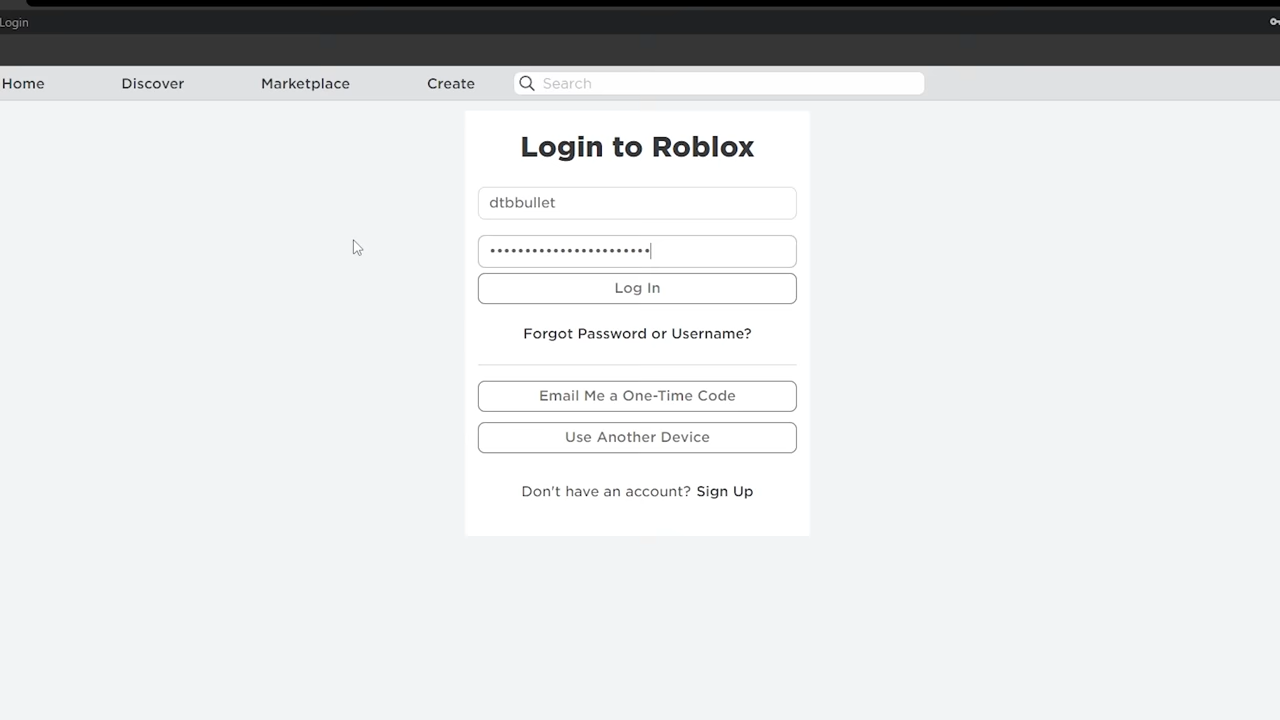 Login
Home Discover Marketplace Create Search
Login to Roblox
dtbbullet
•••••••••••••••••••••••
Log In
Forgot Password or Username?
Email Me a One-Time Code
Use Another Device
Don't have an account? Sign Up